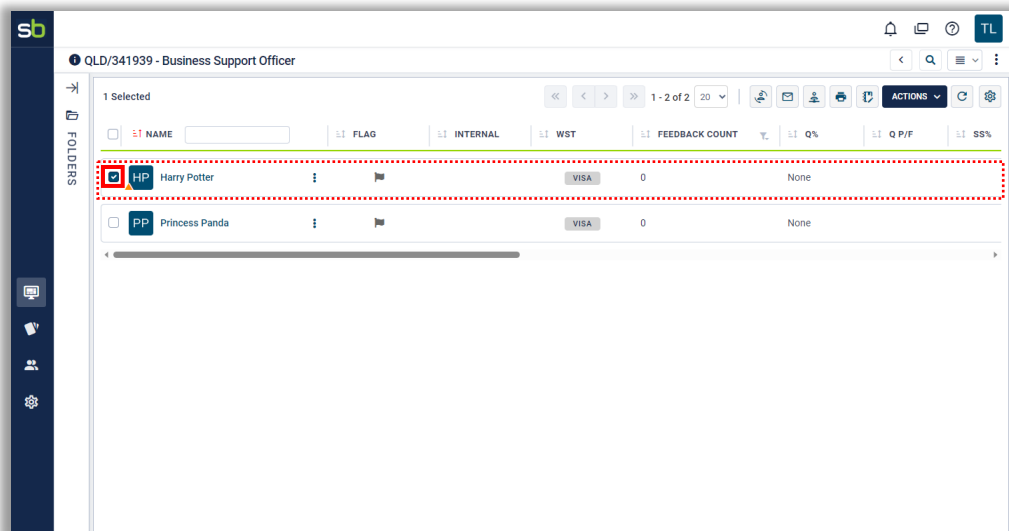 sb
TL
QLD/341939 - Business Support Officer
1 Selected
1 - 2 of 2 20 ACTIONS
FOLDERS
NAME FLAG INTERNAL WST FEEDBACK COUNT Q% Q P/F SS%
HP Harry Potter VISA 0 None
PP Princess Panda VISA 0 None